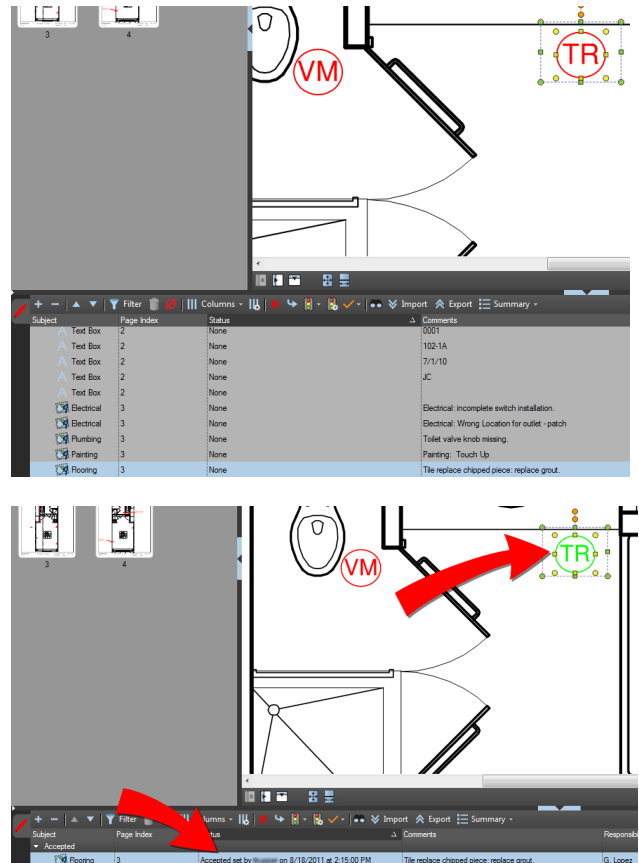 3 4
VM
TR
Filter Columns Import Export Summary
Subject Page Index Status Comments
Text Box 2 None 0001
Text Box 2 None 102-1A
Text Box 2 None 7/1/10
Text Box 2 None JC
Text Box 2 None
Electrical 3 None Electrical: incomplete switch installation.
Electrical 3 None Electrical: Wrong Location for outlet - patch
Plumbing 3 None Toilet valve knob missing.
Painting 3 None Painting: Touch Up
Flooring 3 None Tile replace chipped piece: replace grout.
3 4
VM
TR
Filter lumns Import Export Summary
Subject Page Index tus Comments Responsib
Accepted
Flooring 3 Accepted set by on 8/18/2011 at 2:15:00 PM Tile replace chipped piece: replace grout. G. Lopez